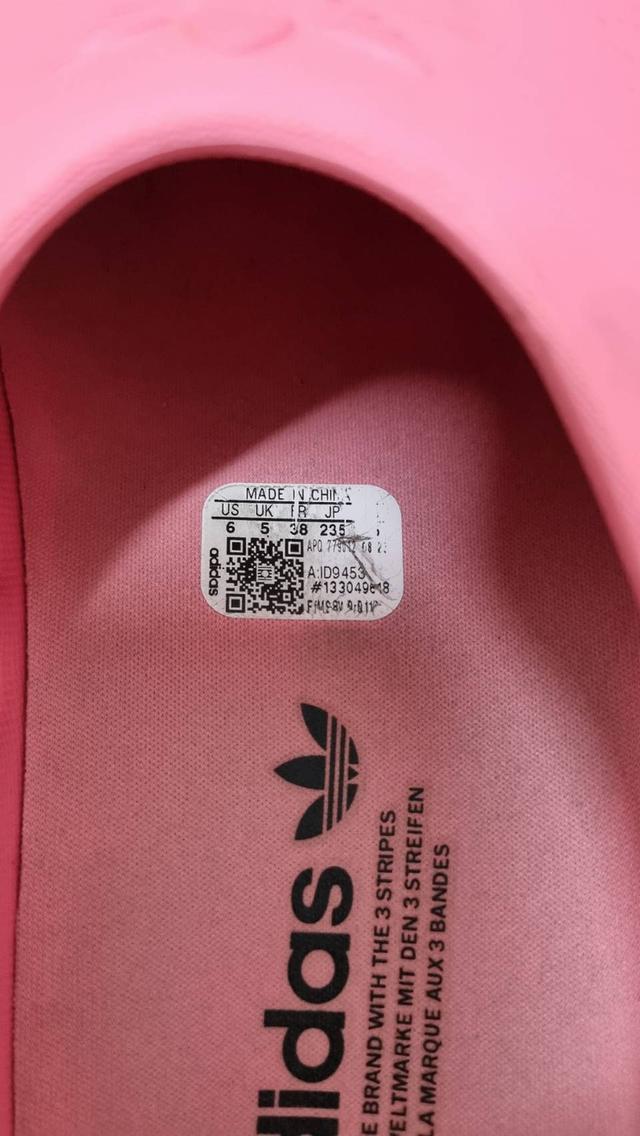 MADE IN CHINA
US UK FR JP
6 5 38 235
adidas
A:ID9453
adidas
E BRAND WITH THE 3 STRIPES
VELTMARKE MIT DEN 3 STREIFEN
LA MARQUE AUX 3 BANDES